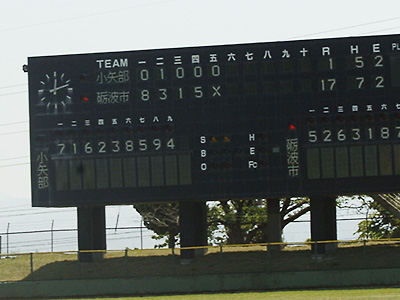 TEAM 一 二 三 四 五 六 七 八 九 十 R H E
小矢部 0 1 0 0 0 1 5 2
砺波市 8 3 1 5 X 17 7 2
一 二 三 四 五 六 七 八 九
小矢部 7 1 6 2 3 8 5 9 4
S H
B E
O Fc
砺波市 5 2 6 3 1 8 7